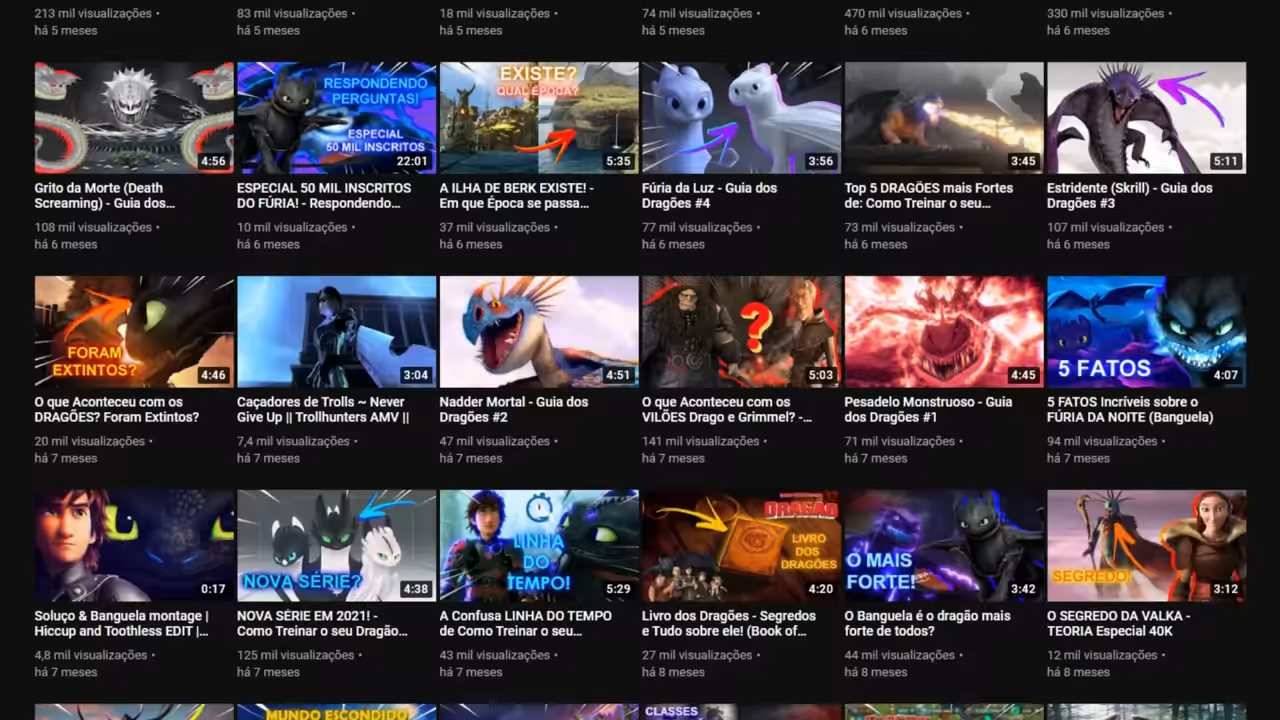 213 mil visualizações •
há 5 meses
83 mil visualizações •
há 5 meses
18 mil visualizações •
há 5 meses
74 mil visualizações •
há 5 meses
470 mil visualizações •
há 6 meses
330 mil visualizações •
há 6 meses
4:56
Grito da Morte (Death
Screaming) - Guia dos...
108 mil visualizações •
há 6 meses
RESPONDENDO
PERGUNTAS!
ESPECIAL
50 MIL INSCRITOS
22:01
ESPECIAL 50 MIL INSCRITOS
DO FÚRIA! - Respondendo...
10 mil visualizações •
há 6 meses
EXISTE?
QUAL ÉPOCA?
5:35
A ILHA DE BERK EXISTE! -
Em que Época se passa...
37 mil visualizações •
há 6 meses
3:56
Fúria da Luz - Guia dos
Dragões #4
77 mil visualizações •
há 6 meses
3:45
Top 5 DRAGÕES mais Fortes
de: Como Treinar o seu...
73 mil visualizações •
há 6 meses
5:11
Estridente (Skrill) - Guia dos
Dragões #3
107 mil visualizações •
há 6 meses
FORAM
EXTINTOS?
4:46
O que Aconteceu com os
DRAGÕES? Foram Extintos?
20 mil visualizações •
há 7 meses
3:04
Caçadores de Trolls ~ Never
Give Up || Trollhunters AMV ||
7,4 mil visualizações •
há 7 meses
4:51
Nadder Mortal - Guia dos
Dragões #2
47 mil visualizações •
há 7 meses
?
5:03
O que Aconteceu com os
VILÕES Drago e Grimmel? -...
141 mil visualizações •
há 7 meses
4:45
Pesadelo Monstruoso - Guia
dos Dragões #1
71 mil visualizações •
há 7 meses
5 FATOS
4:07
5 FATOS Incríveis sobre o
FÚRIA DA NOITE (Banguela)
94 mil visualizações •
há 7 meses
0:17
Soluço & Banguela montage |
Hiccup and Toothless EDIT |...
4,8 mil visualizações •
há 7 meses
NOVA SÉRIE?
4:38
NOVA SÉRIE EM 2021! -
Como Treinar o seu Dragão...
125 mil visualizações •
há 7 meses
LINHA
DO
TEMPO!
5:29
A Confusa LINHA DO TEMPO
de Como Treinar o seu...
43 mil visualizações •
há 7 meses
DRAGÃO
LIVRO
DOS
DRAGÕES
4:20
Livro dos Dragões - Segredos
e Tudo sobre ele! (Book of...
27 mil visualizações •
há 8 meses
O MAIS
FORTE!
3:42
O Banguela é o dragão mais
forte de todos?
44 mil visualizações •
há 8 meses
SEGREDO!
3:12
O SEGREDO DA VALKA -
TEORIA Especial 40K
12 mil visualizações •
há 8 meses
MUNDO ESCONDIDO
CLASSES